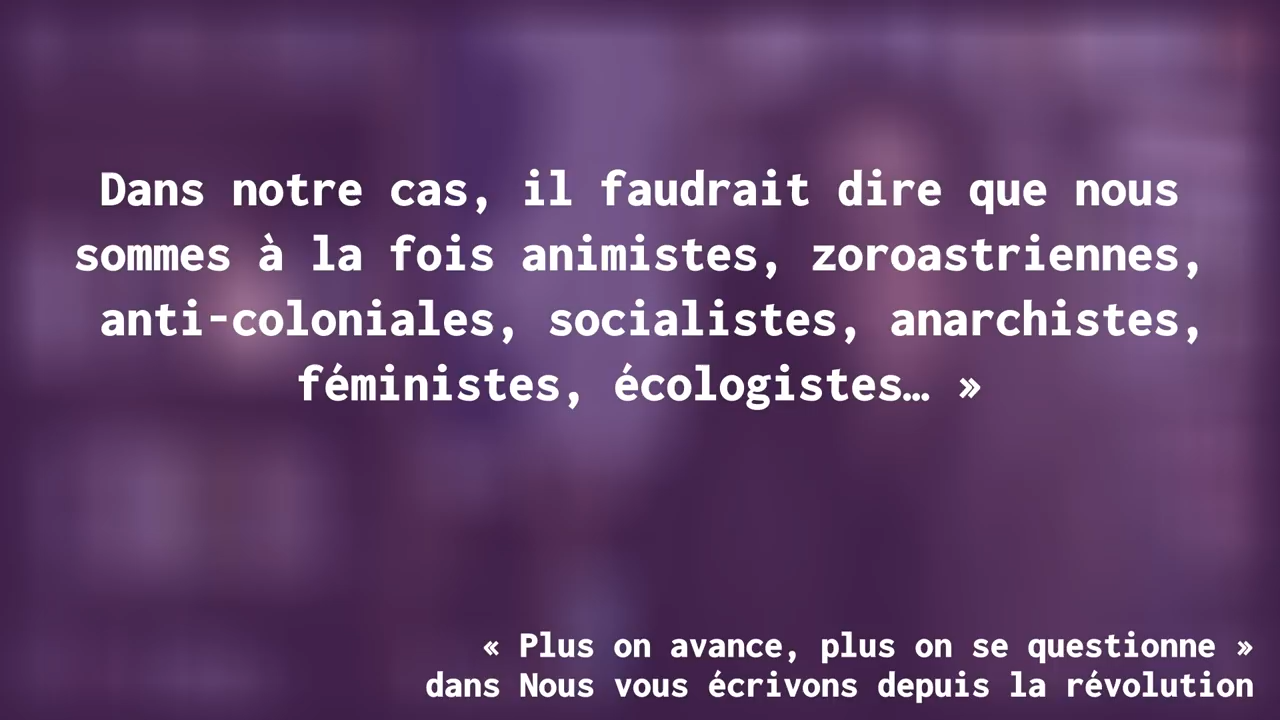 Dans notre cas, il faudrait dire que nous
sommes à la fois animistes, zoroastriennes,
anti-coloniales, socialistes, anarchistes,
féministes, écologistes… »
« Plus on avance, plus on se questionne »
dans Nous vous écrivons depuis la révolution